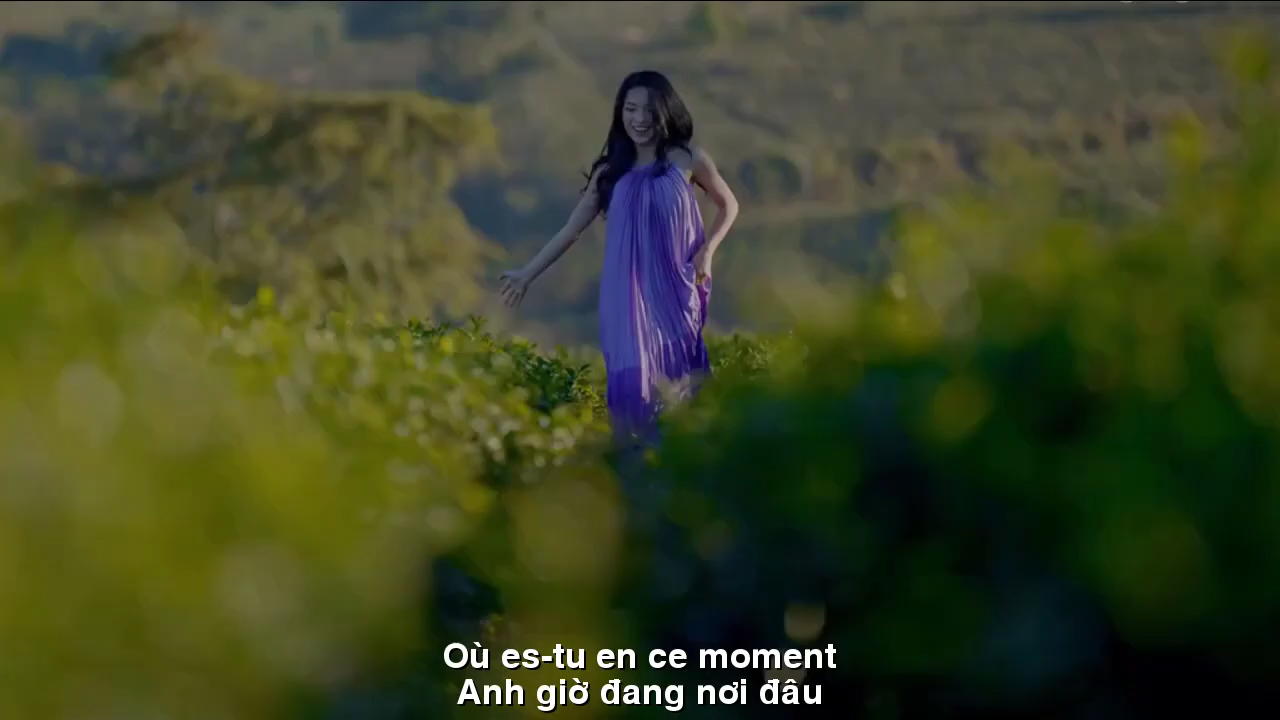 Où es-tu en ce moment
Anh giờ đang nơi đâu